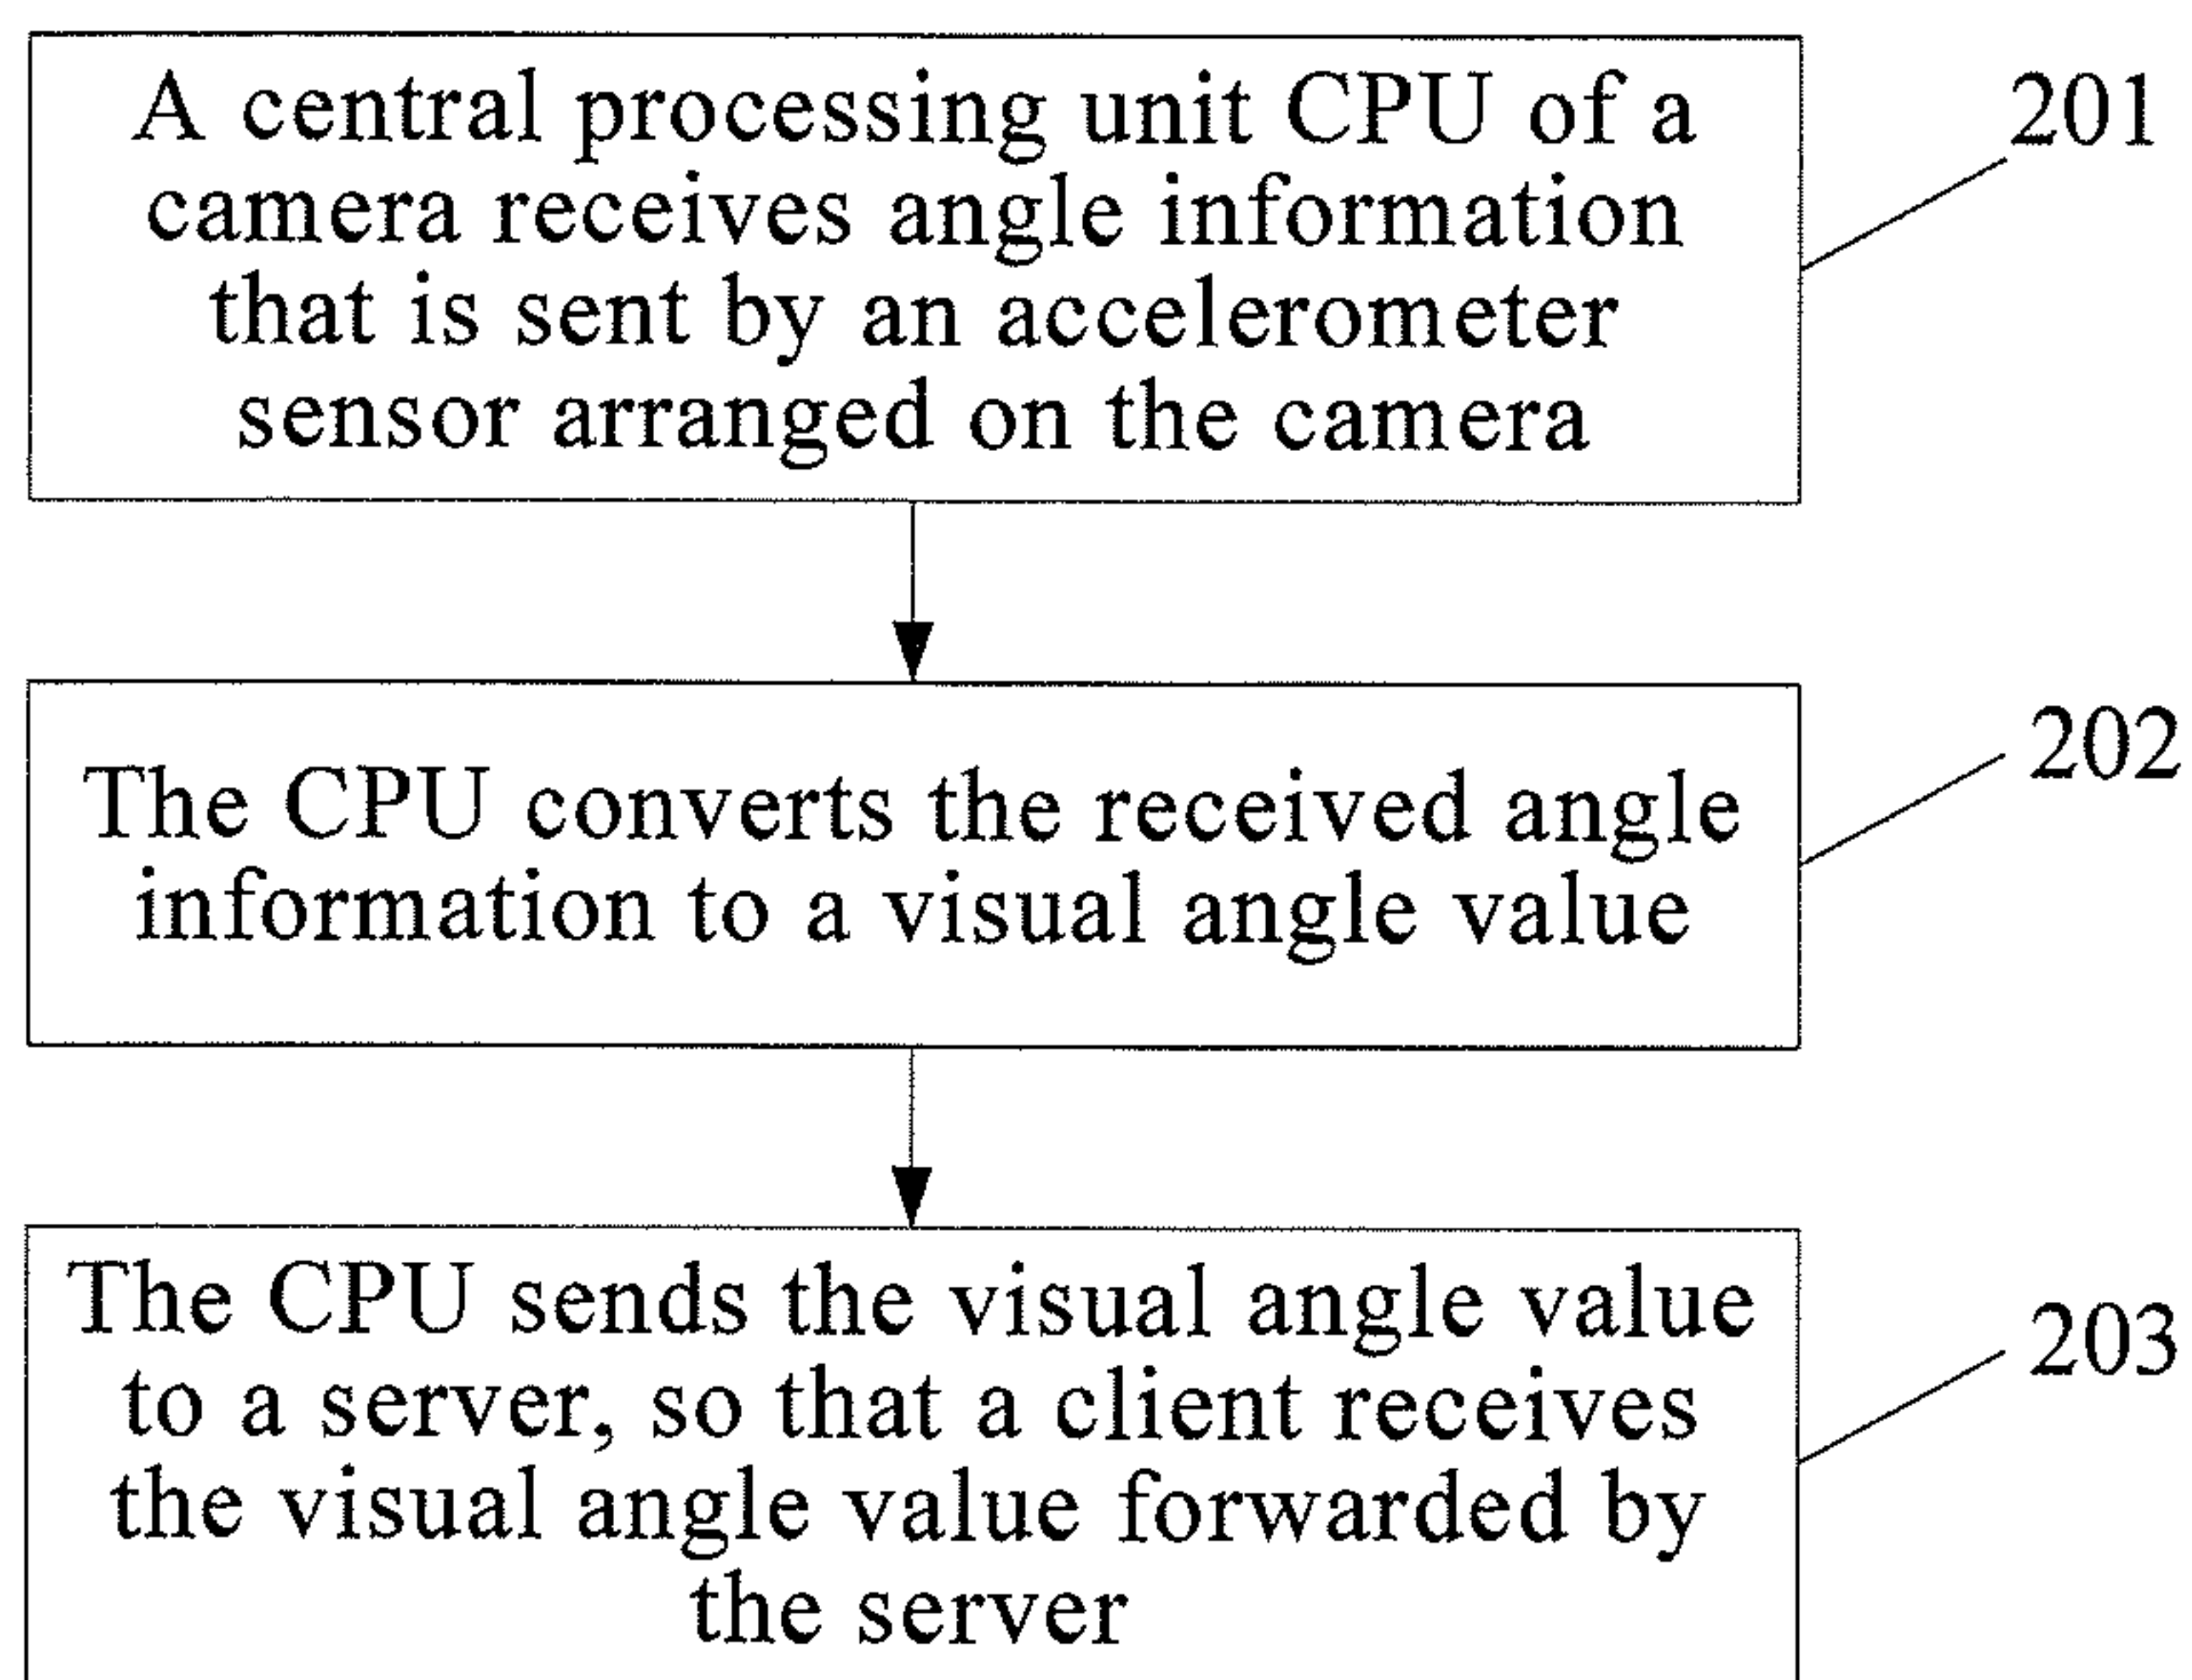 A central processing unit CPU of a
camera receives angle information
that is sent by an accelerometer
sensor arranged on the camera
201
The CPU converts the received angle
information to a visual angle value
202
The CPU sends the visual angle value
to a server, so that a client receives
the visual angle value forwarded by
the server
203